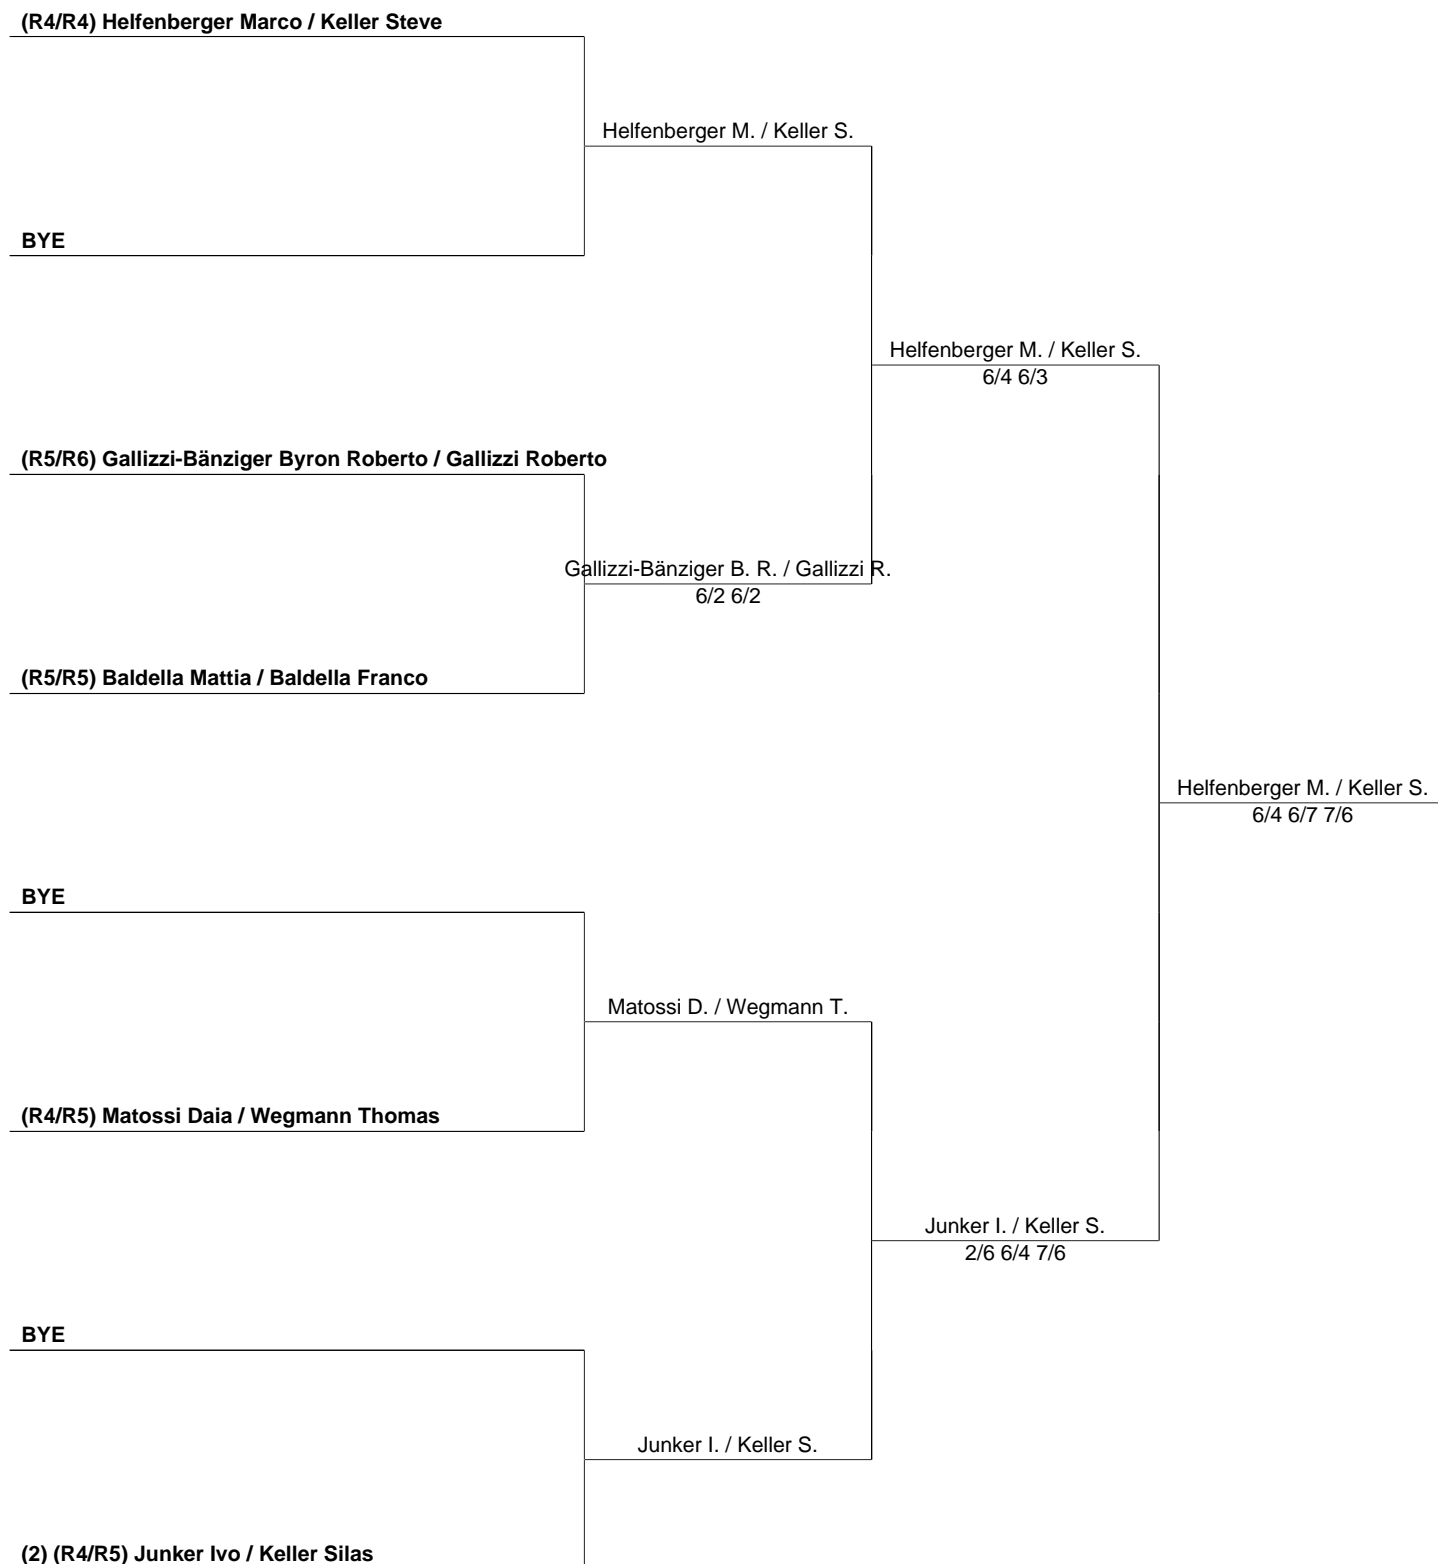 (R4/R4) Helfenberger Marco / Keller Steve
Helfenberger M. / Keller S.
BYE
Helfenberger M. / Keller S.
6/4 6/3
(R5/R6) Gallizzi-Bänziger Byron Roberto / Gallizzi Roberto
Gallizzi-Bänziger B. R. / Gallizzi R.
6/2 6/2
(R5/R5) Baldella Mattia / Baldella Franco
Helfenberger M. / Keller S.
6/4 6/7 7/6
BYE
Matossi D. / Wegmann T.
(R4/R5) Matossi Daia / Wegmann Thomas
Junker I. / Keller S.
2/6 6/4 7/6
BYE
Junker I. / Keller S.
(2) (R4/R5) Junker Ivo / Keller Silas